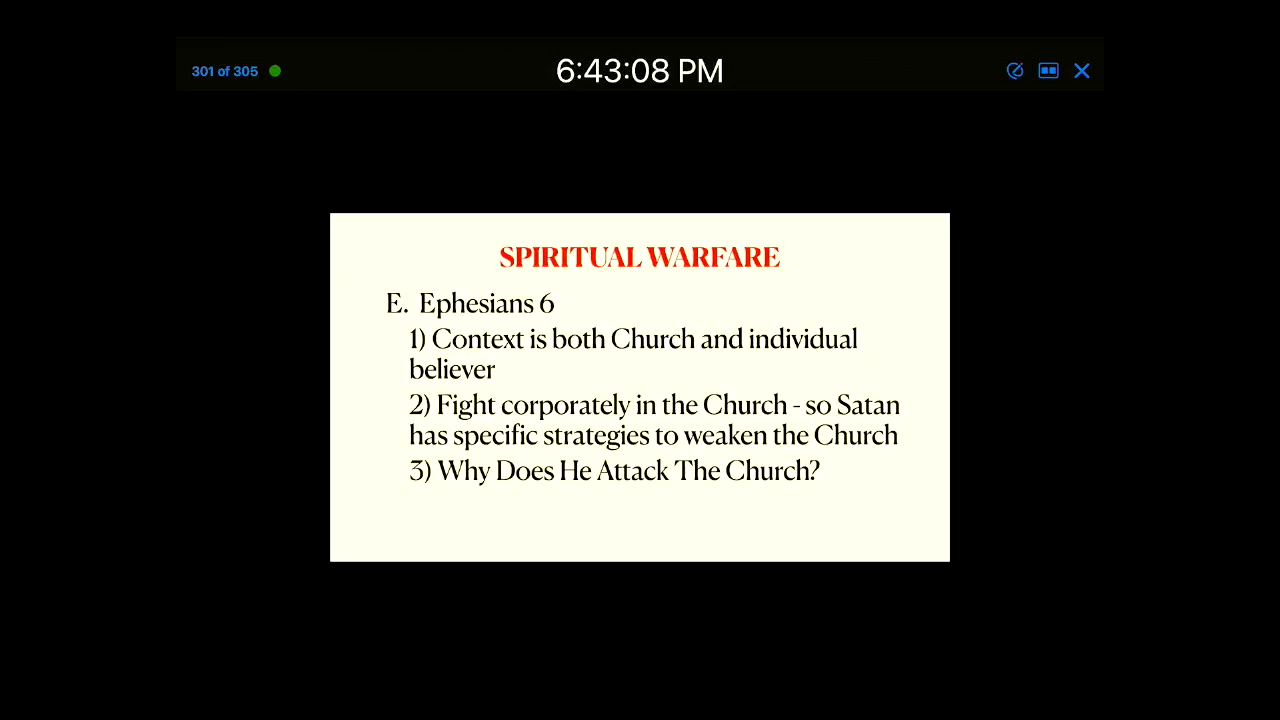 301 of 305
6:43:08 PM
SPIRITUAL WARFARE
E. Ephesians 6
1) Context is both Church and individual
believer
2) Fight corporately in the Church - so Satan
has specific strategies to weaken the Church
3) Why Does He Attack The Church?